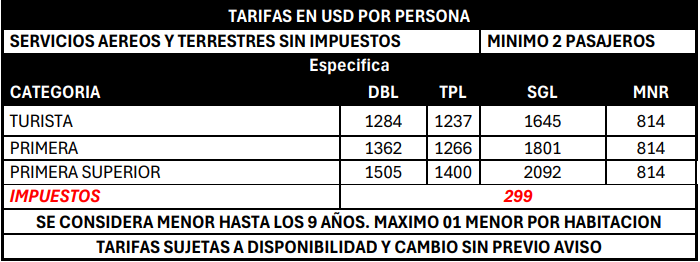 TARIFAS EN USD POR PERSONA
SERVICIOS AEREOS Y TERRESTRES SIN IMPUESTOS MINIMO 2 PASAJEROS
Especifica
CATEGORIA DBL TPL SGL MNR
TURISTA 1284 1237 1645 814
PRIMERA 1362 1266 1801 814
PRIMERA SUPERIOR 1505 1400 2092 814
IMPUESTOS 299
SE CONSIDERA MENOR HASTA LOS 9 AÑOS. MAXIMO 01 MENOR POR HABITACION
TARIFAS SUJETAS A DISPONIBILIDAD Y CAMBIO SIN PREVIO AVISO